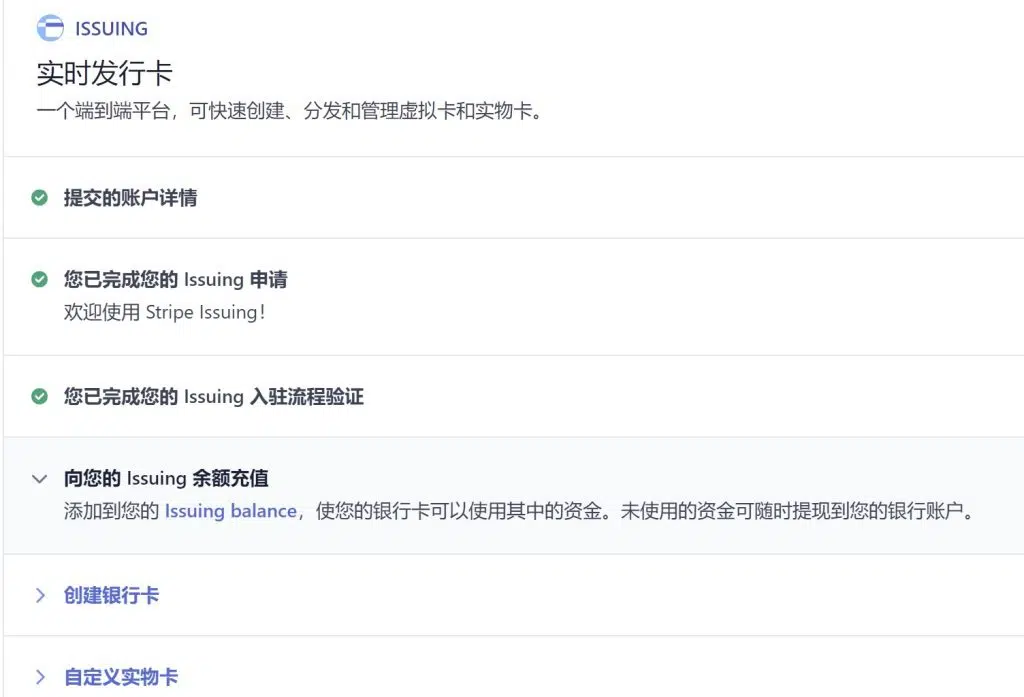 ISSUING
实时发行卡
一个端到端平台，可快速创建、分发和管理虚拟卡和实物卡。
提交的账户详情
您已完成您的 Issuing 申请
欢迎使用 Stripe Issuing！
您已完成您的 Issuing 入驻流程验证
向您的 Issuing 余额充值
添加到您的 Issuing balance，使您的银行卡可以使用其中的资金。未使用的资金可随时提现到您的银行账户。
创建银行卡
自定义实物卡